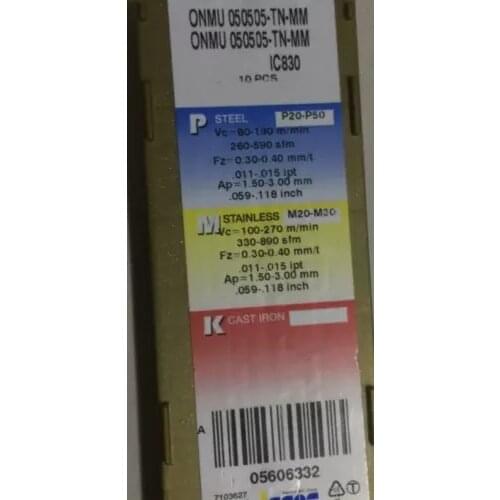 ONMU 050505-TN-MM
ONMU 050505-TN-MM
IC830
10 PCS
P STEEL P20-P50
Vc=80-180 m/min
260-590 sfm
Fz=0.30-0.40 mm/t
.011-.015 ipt
Ap=1.50-3.00 mm
.059-.118 inch
M STAINLESS M20-M30
Vc=100-270 m/min
330-890 sfm
Fz=0.30-0.40 mm/t
.011-.015 ipt
Ap=1.50-3.00 mm
.059-.118 inch
K CAST IRON
A
05606332
7103627